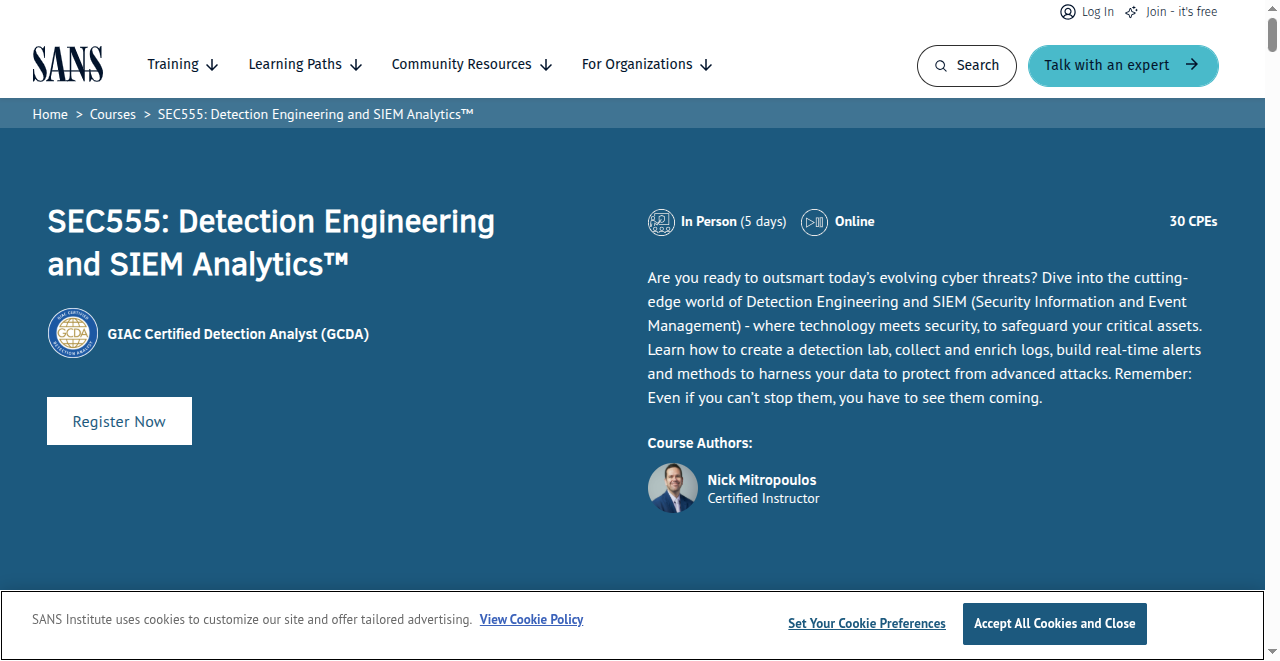 Log In
Join - it's free
SANS
Training
Learning Paths
Community Resources
For Organizations
Search
Talk with an expert
Home > Courses > SEC555: Detection Engineering and SIEM Analytics™
SEC555: Detection Engineering
and SIEM Analytics™
GIAC CERTIFIED
GCDA
DETECTION ANALYST
GIAC Certified Detection Analyst (GCDA)
Register Now
In Person (5 days)
Online
30 CPEs
Are you ready to outsmart today's evolving cyber threats? Dive into the cutting-
edge world of Detection Engineering and SIEM (Security Information and Event
Management) - where technology meets security, to safeguard your critical assets.
Learn how to create a detection lab, collect and enrich logs, build real-time alerts
and methods to harness your data to protect from advanced attacks. Remember:
Even if you can't stop them, you have to see them coming.
Course Authors:
Nick Mitropoulos
Certified Instructor
SANS Institute uses cookies to customize our site and offer tailored advertising. View Cookie Policy
Set Your Cookie Preferences
Accept All Cookies and Close